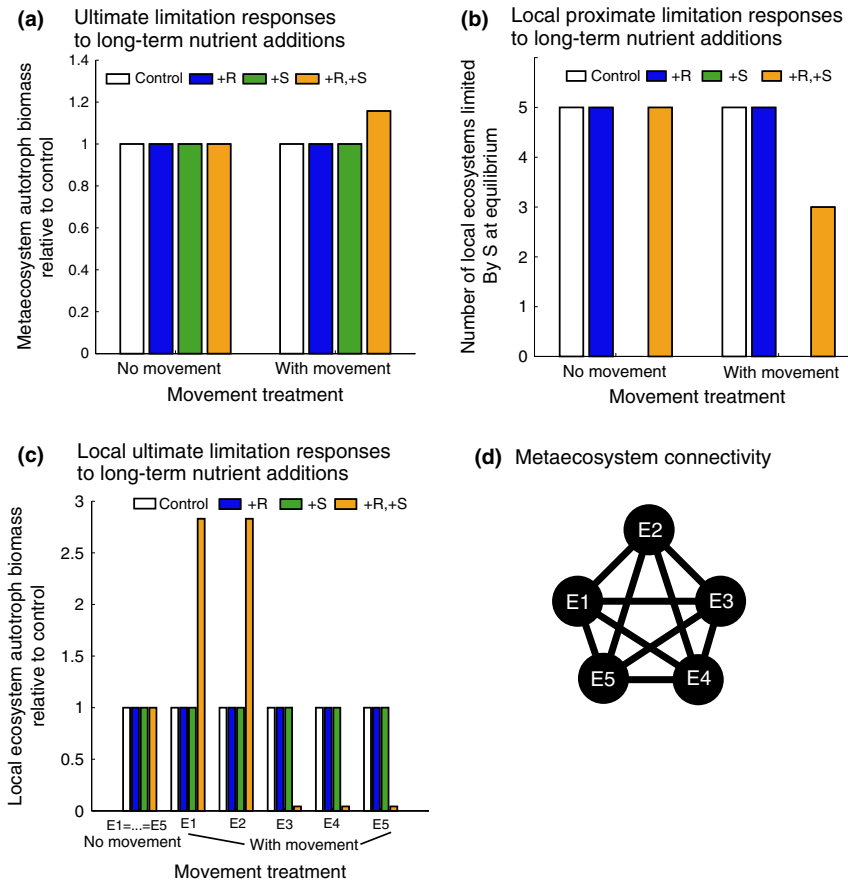 (a) Ultimate limitation responses
to long-term nutrient additions
Metaecosystem autotroph biomass
relative to control
1.4
1.2
1
0.8
0.6
0.4
0.2
0
Control +R +S +R,+S
No movement With movement
Movement treatment
(b) Local proximate limitation responses
to long-term nutrient additions
Number of local ecosystems limited
By S at equilibrium
6
5
4
3
2
1
0
Control +R +S +R,+S
No movement With movement
Movement treatment
(c) Local ultimate limitation responses
to long-term nutrient additions
Local ecosystem autotroph biomass
relative to control
3
2.5
2
1.5
1
0.5
0
Control +R +S +R,+S
E1=...=E5 E1 E2 E3 E4 E5
No movement With movement
Movement treatment
(d) Metaecosystem connectivity
E2
E1 E3
E5 E4